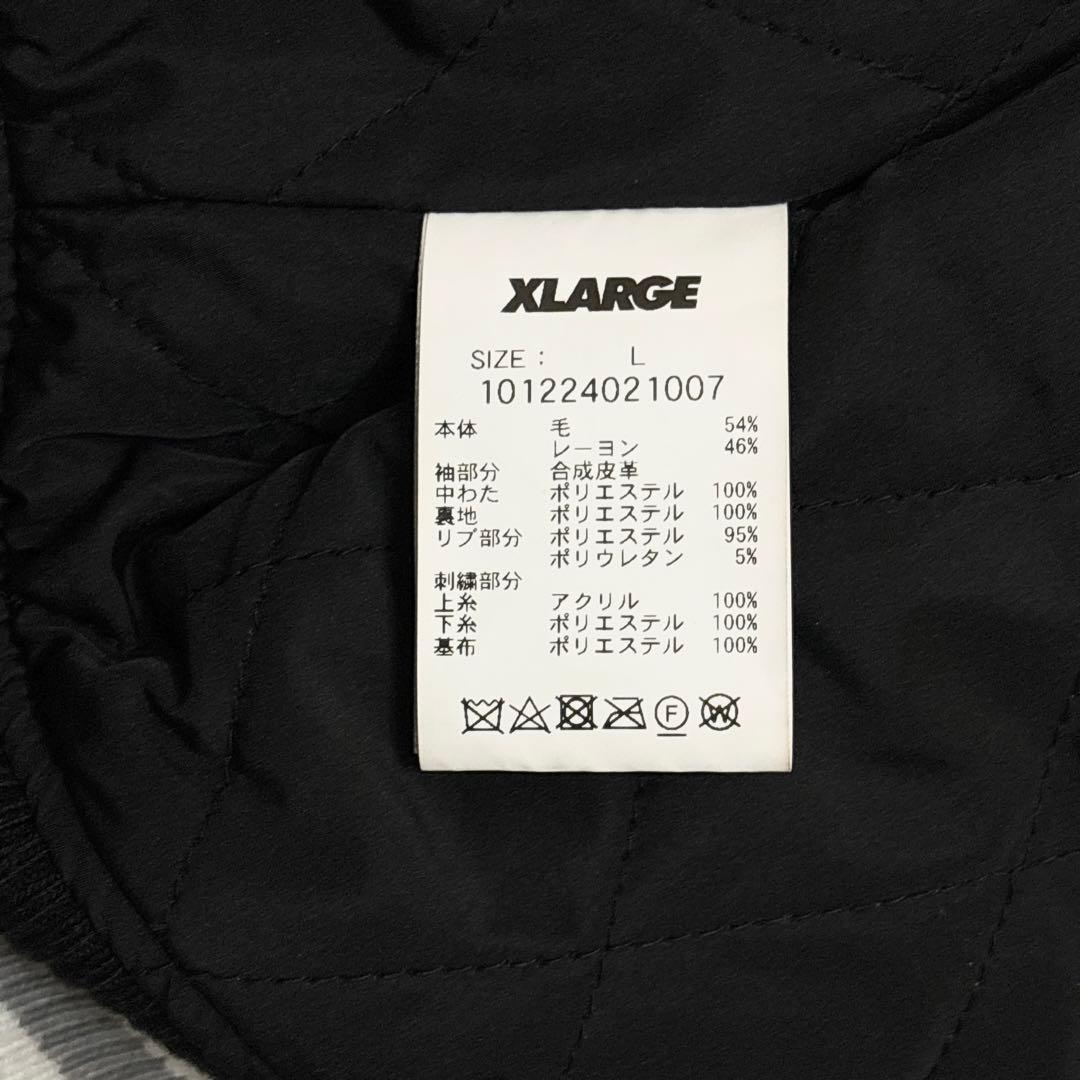 XLARGE
SIZE : L
101224021007
本体 毛 54%
レーヨン 46%
袖部分 合成皮革
中わた ポリエステル 100%
裏地 ポリエステル 100%
リブ部分 ポリエステル 95%
ポリウレタン 5%
刺繍部分
上糸 アクリル 100%
下糸 ポリエステル 100%
基布 ポリエステル 100%
F W